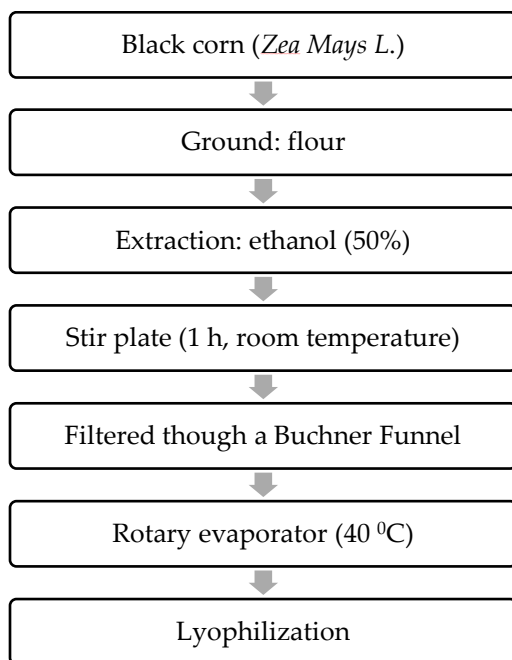 Black corn (Zea Mays L.)
Ground: flour
Extraction: ethanol (50%)
Stir plate (1 h, room temperature)
Filtered though a Buchner Funnel
Rotary evaporator (40 ⁰C)
Lyophilization